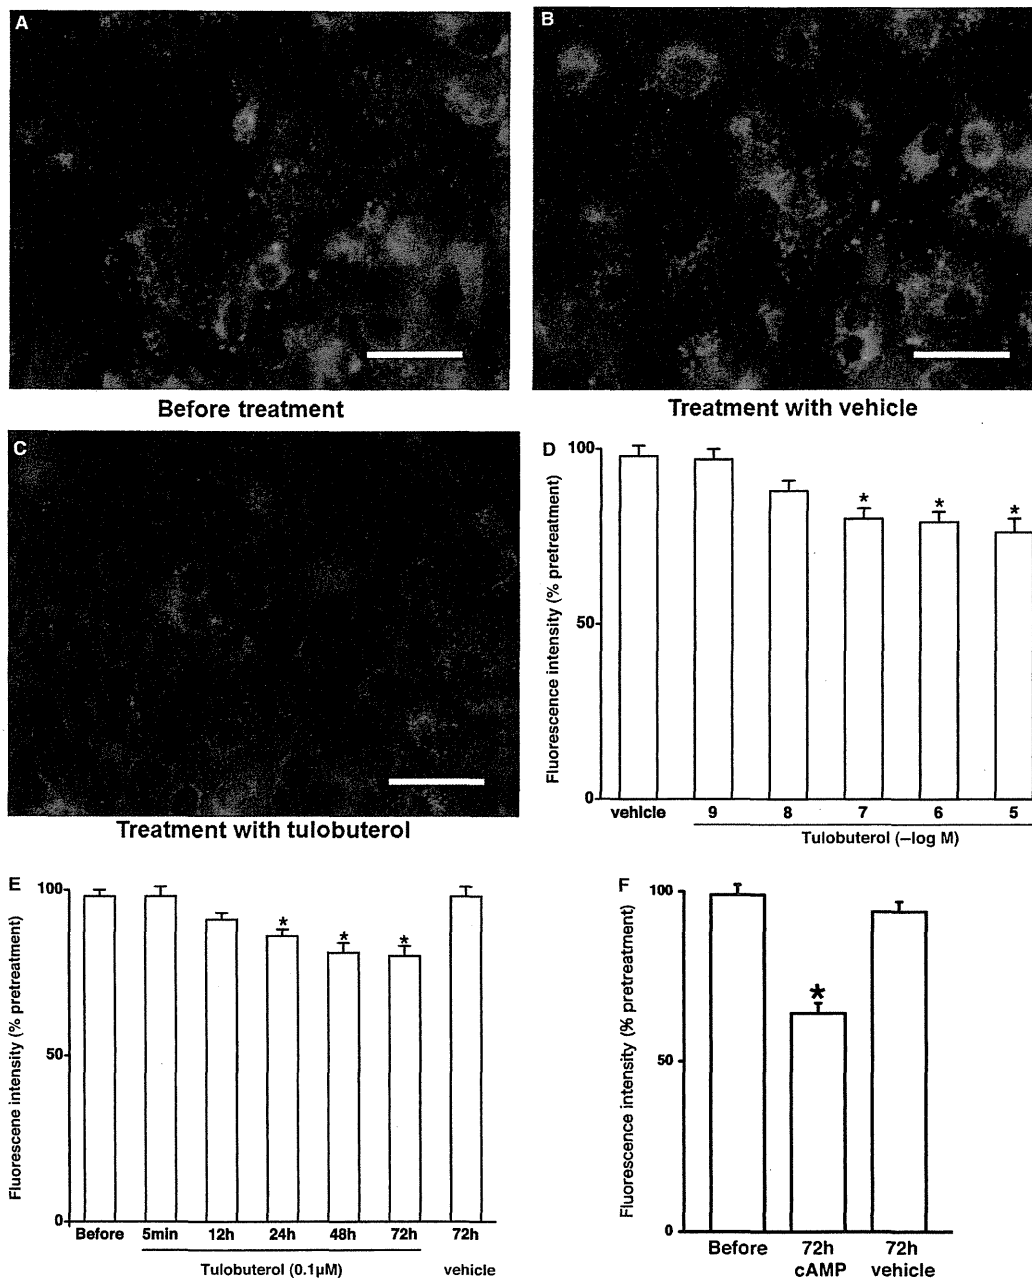 A
B
Before treatment
Treatment with vehicle
C
Treatment with tulobuterol
D
Fluorescence intensity (% pretreatment)
100
50
0
* * *
vehicle 9 8 7 6 5
Tulobuterol (–log M)
E
Fluorescene intensity (% pretreatment)
100
50
0
* * *
Before 5min 12h 24h 48h 72h 72h
Tulobuterol (0.1µM) vehicle
F
Fluorescence intensity (% pretreatment)
100
50
0
*
Before 72h 72h
cAMP vehicle